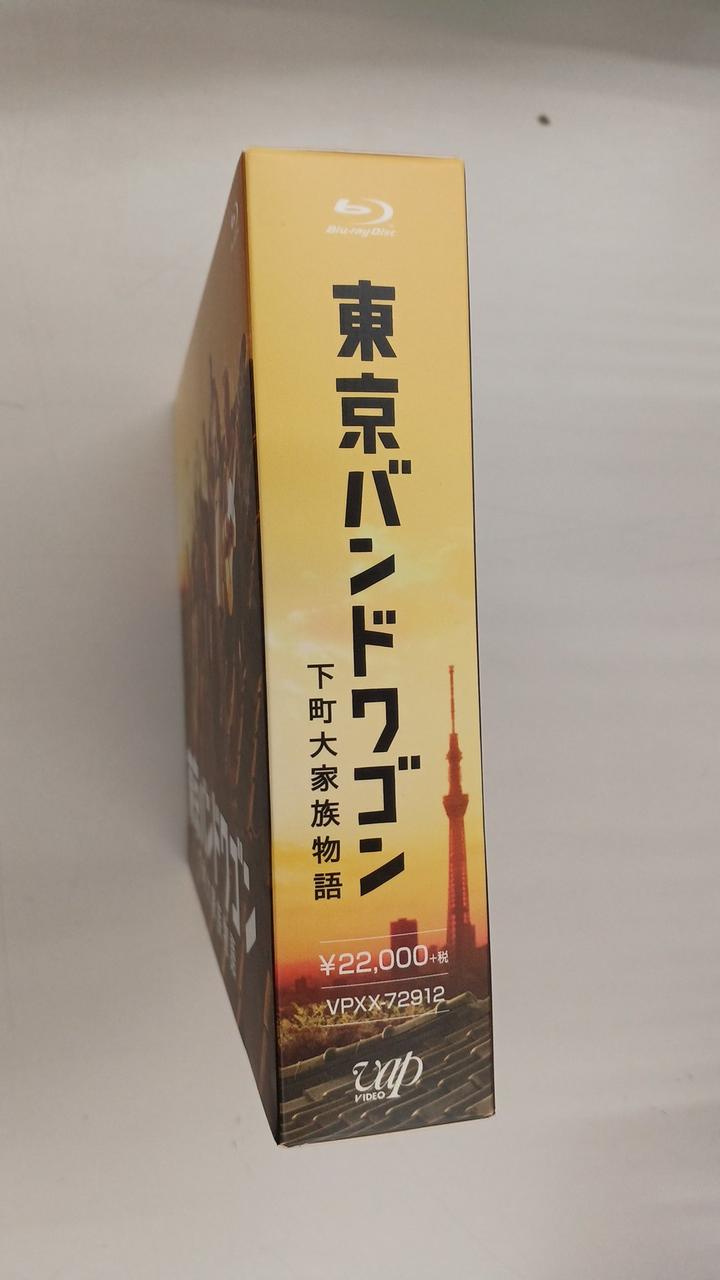 Blu-ray Disc
東京バンドワゴン
下町大家族物語
¥22,000+税
VPXX-72912
vap
VIDEO